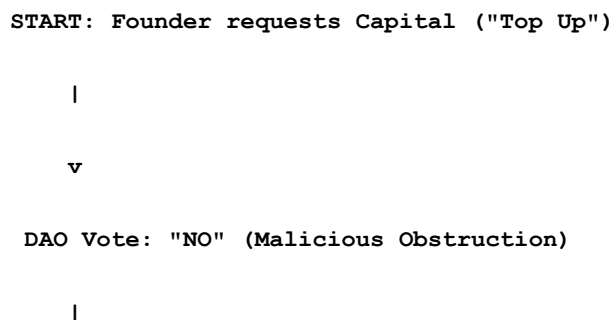 START: Founder requests Capital ("Top Up")
|
v
DAO Vote: "NO" (Malicious Obstruction)
|